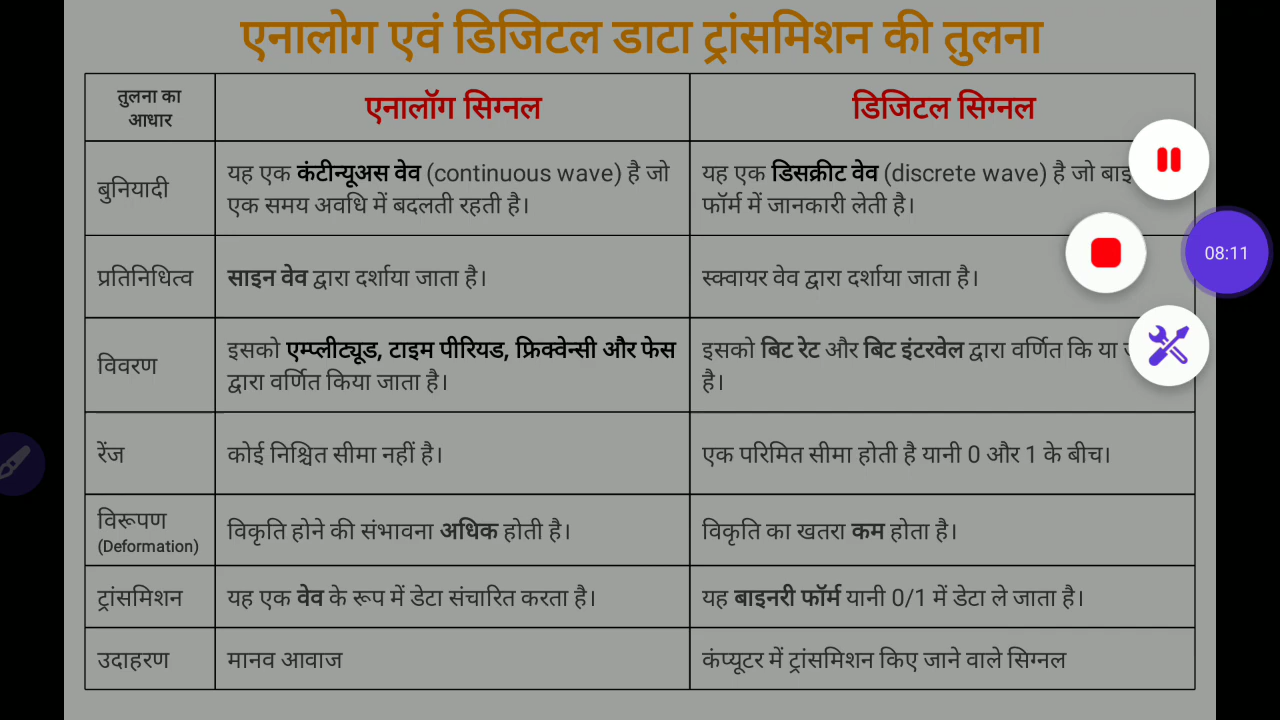 एनालोग एवं डिजिटल डाटा ट्रांसमिशन की तुलना
तुलना का
आधार
एनालॉग सिग्नल
डिजिटल सिग्नल
बुनियादी
यह एक कंटीन्यूअस वेव (continuous wave) है जो
एक समय अवधि में बदलती रहती है।
यह एक डिसक्रीट वेव (discrete wave) है जो
फॉर्म में जानकारी लेती है।
प्रतिनिधित्व
साइन वेव द्वारा दर्शाया जाता है।
स्क्वायर वेव द्वारा दर्शाया जाता है।
विवरण
इसको एम्प्लीट्यूड, टाइम पीरियड, फ्रिक्वेन्सी और फेस
द्वारा वर्णित किया जाता है।
इसको बिट रेट और बिट इंटरवेल द्वारा वर्णित कि या
है।
रेंज
कोई निश्चित सीमा नहीं है।
एक परिमित सीमा होती है यानी 0 और 1 के बीच।
विरूपण
(Deformation)
विकृति होने की संभावना अधिक होती है।
विकृति का खतरा कम होता है।
ट्रांसमिशन
यह एक वेव के रूप में डेटा संचारित करता है।
यह बाइनरी फॉर्म यानी 0/1 में डेटा ले जाता है।
उदाहरण
मानव आवाज
कंप्यूटर में ट्रांसमिशन किए जाने वाले सिग्नल
08:11